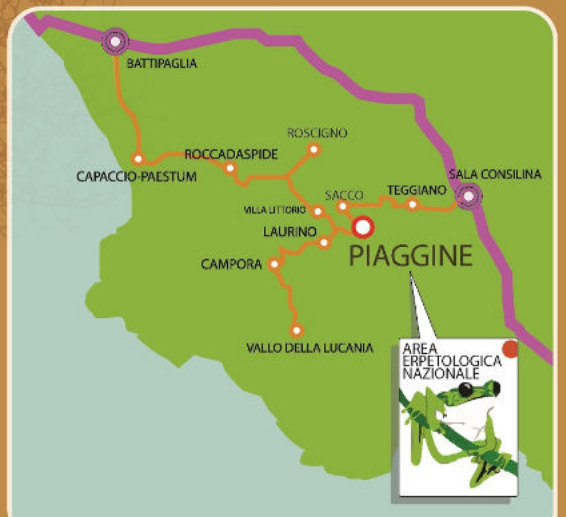 BATTIPAGLIA
ROSCIGNO
ROCCADASPIDE
CAPACCIO-PAESTUM
SALA CONSILINA
TEGGIANO
SACCO
VILLA LITTORIO
LAURINO
PIAGGINE
CAMPORA
VALLO DELLA LUCANIA
AREA
ERPETOLOGICA
NAZIONALE